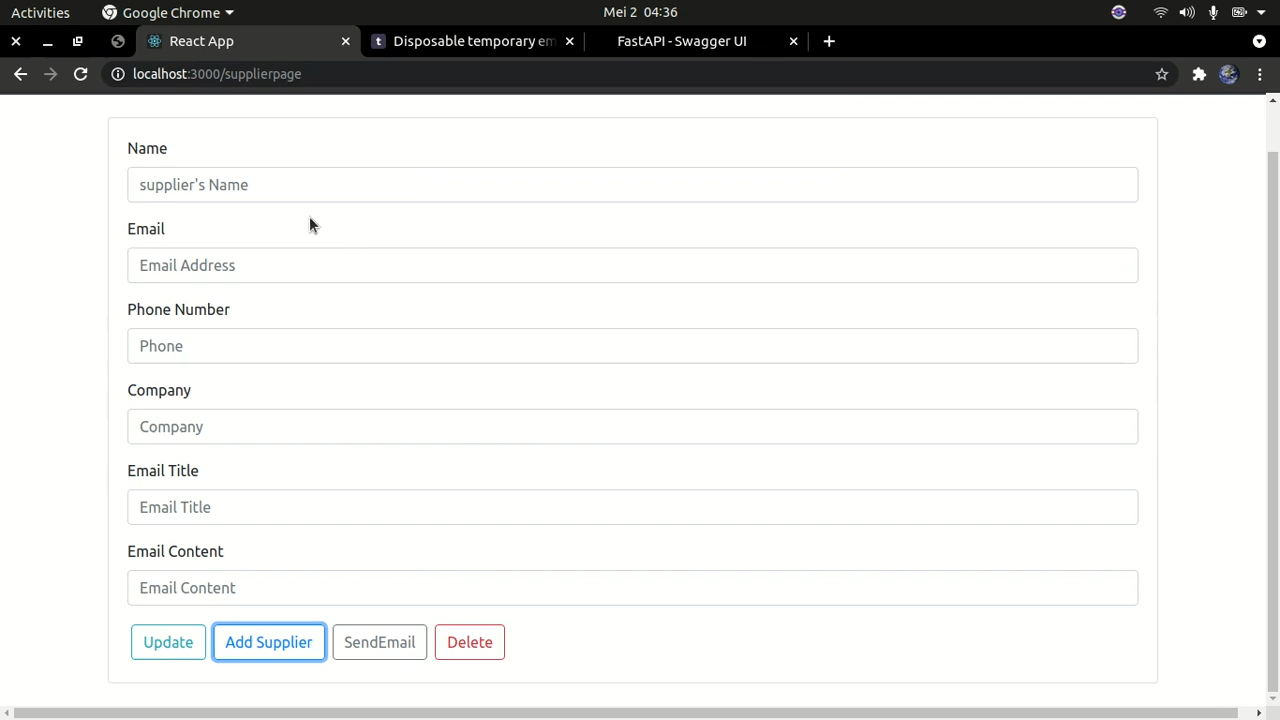 Activities Google Chrome Mei 2 04:36
React App Disposable temporary em FastAPI - Swagger UI
localhost:3000/supplierpage
Name
supplier's Name
Email
Email Address
Phone Number
Phone
Company
Company
Email Title
Email Title
Email Content
Email Content
Update Add Supplier SendEmail Delete